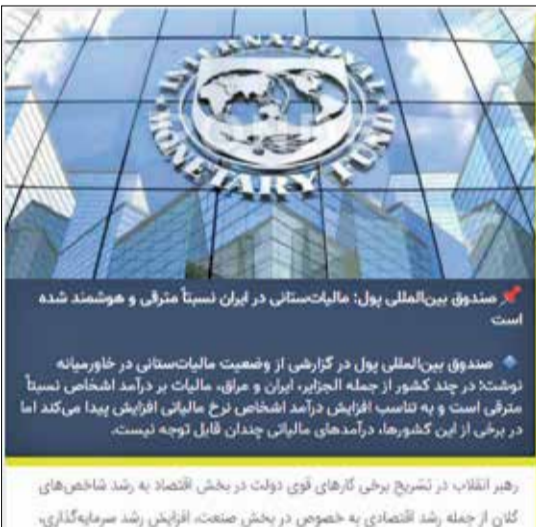 INTERNATIONAL
MONETARY FUND
صندوق بین‌المللی پول: مالیات‌ستانی در ایران نسبتاً مترقی و هوشمند شده
است
صندوق بین‌المللی پول در گزارشی از وضعیت مالیات‌ستانی در خاورمیانه
نوشت: در چند کشور از جمله الجزایر، ایران و عراق، مالیات بر درآمد اشخاص نسبتاً
مترقی است و به تناسب افزایش درآمد اشخاص نرخ مالیاتی افزایش پیدا می‌کند اما
در برخی از این کشورها، درآمدهای مالیاتی چندان قابل توجه نیست.
رهبر انقلاب در تشریح برخی کارهای قوی دولت در بخش اقتصاد به رشد شاخص‌های
کلان از جمله رشد اقتصادی به خصوص در بخش صنعت، افزایش رشد سرمایه‌گذاری،